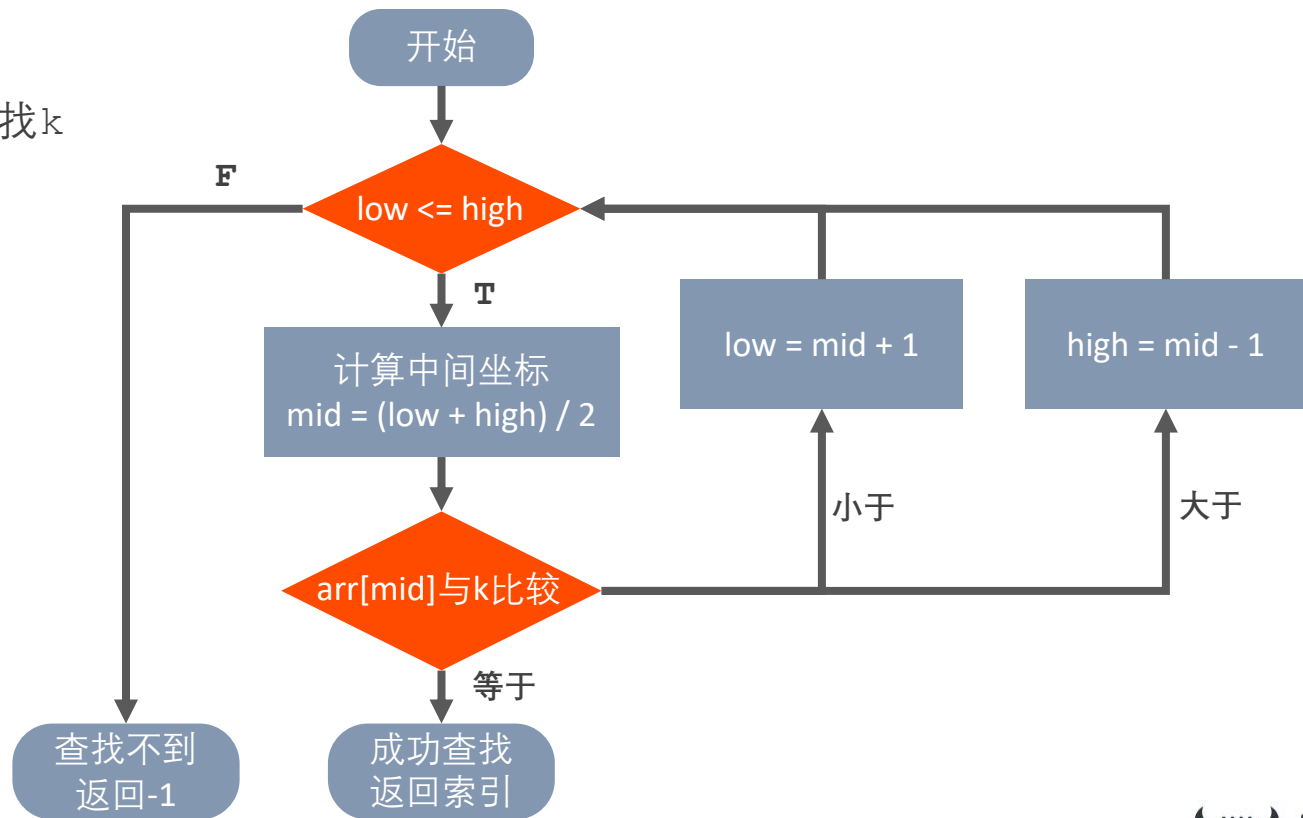 开始
找k
F
low <= high
T
计算中间坐标
mid = (low + high) / 2
low = mid + 1
high = mid - 1
小于
大于
arr[mid]与k比较
等于
查找不到
返回-1
成功查找
返回索引